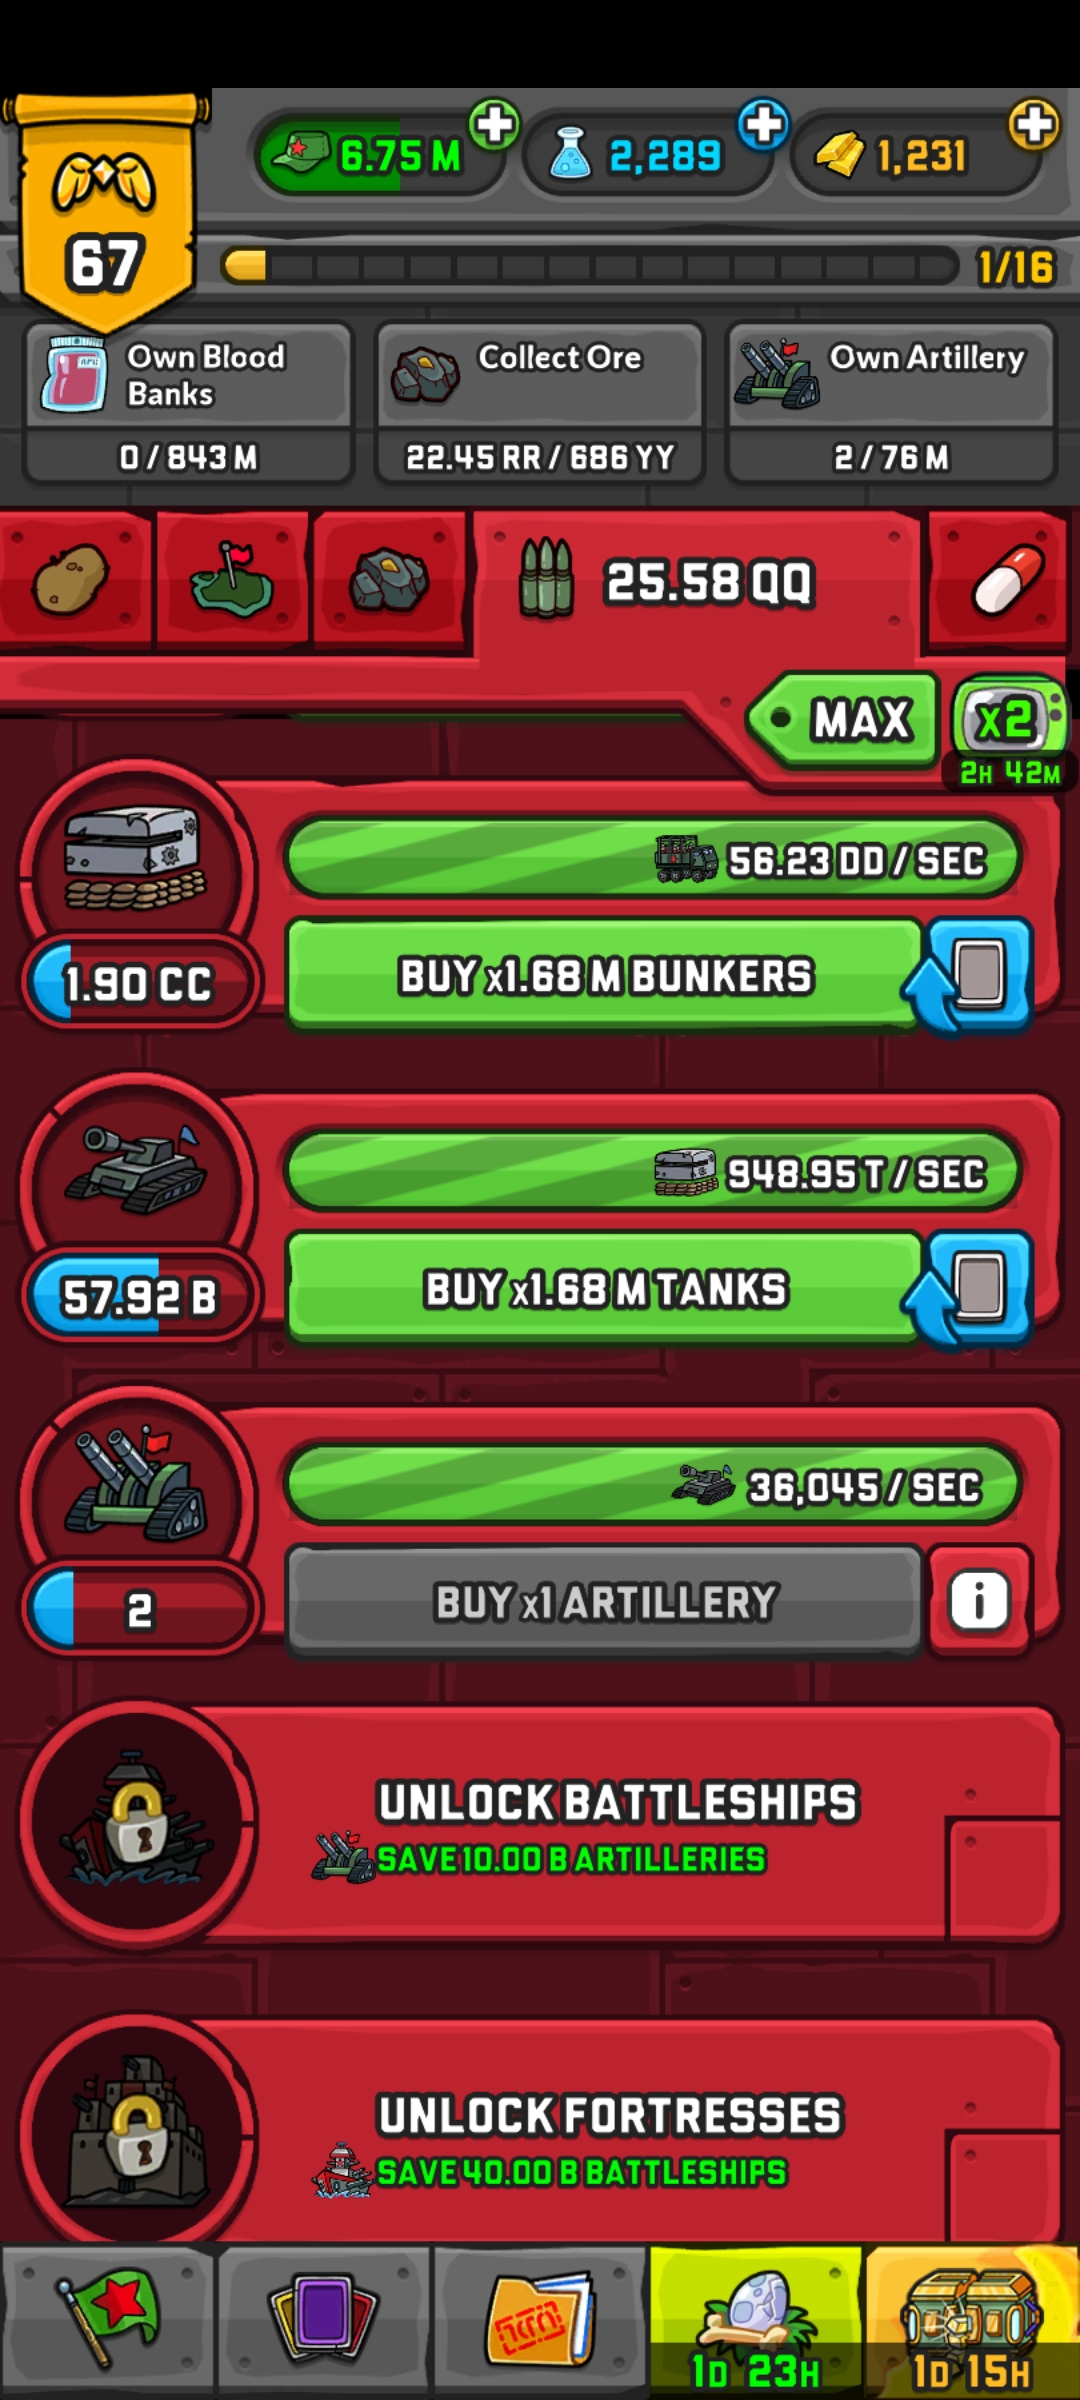 6.75 M
2,289
1,231
67
1/16
Own Blood
Banks
0 / 843 M
Collect Ore
22.45 RR / 686 YY
Own Artillery
2 / 76 M
25.58 QQ
MAX
x2
2H 42M
56.23 DD / SEC
1.90 CC
BUY x1.68 M BUNKERS
948.95 T / SEC
57.92 B
BUY x1.68 M TANKS
36,045 / SEC
2
BUY x1 ARTILLERY
i
UNLOCK BATTLESHIPS
SAVE 10.00 B ARTILLERIES
UNLOCK FORTRESSES
SAVE 40.00 B BATTLESHIPS
1D 23H
1D 15H